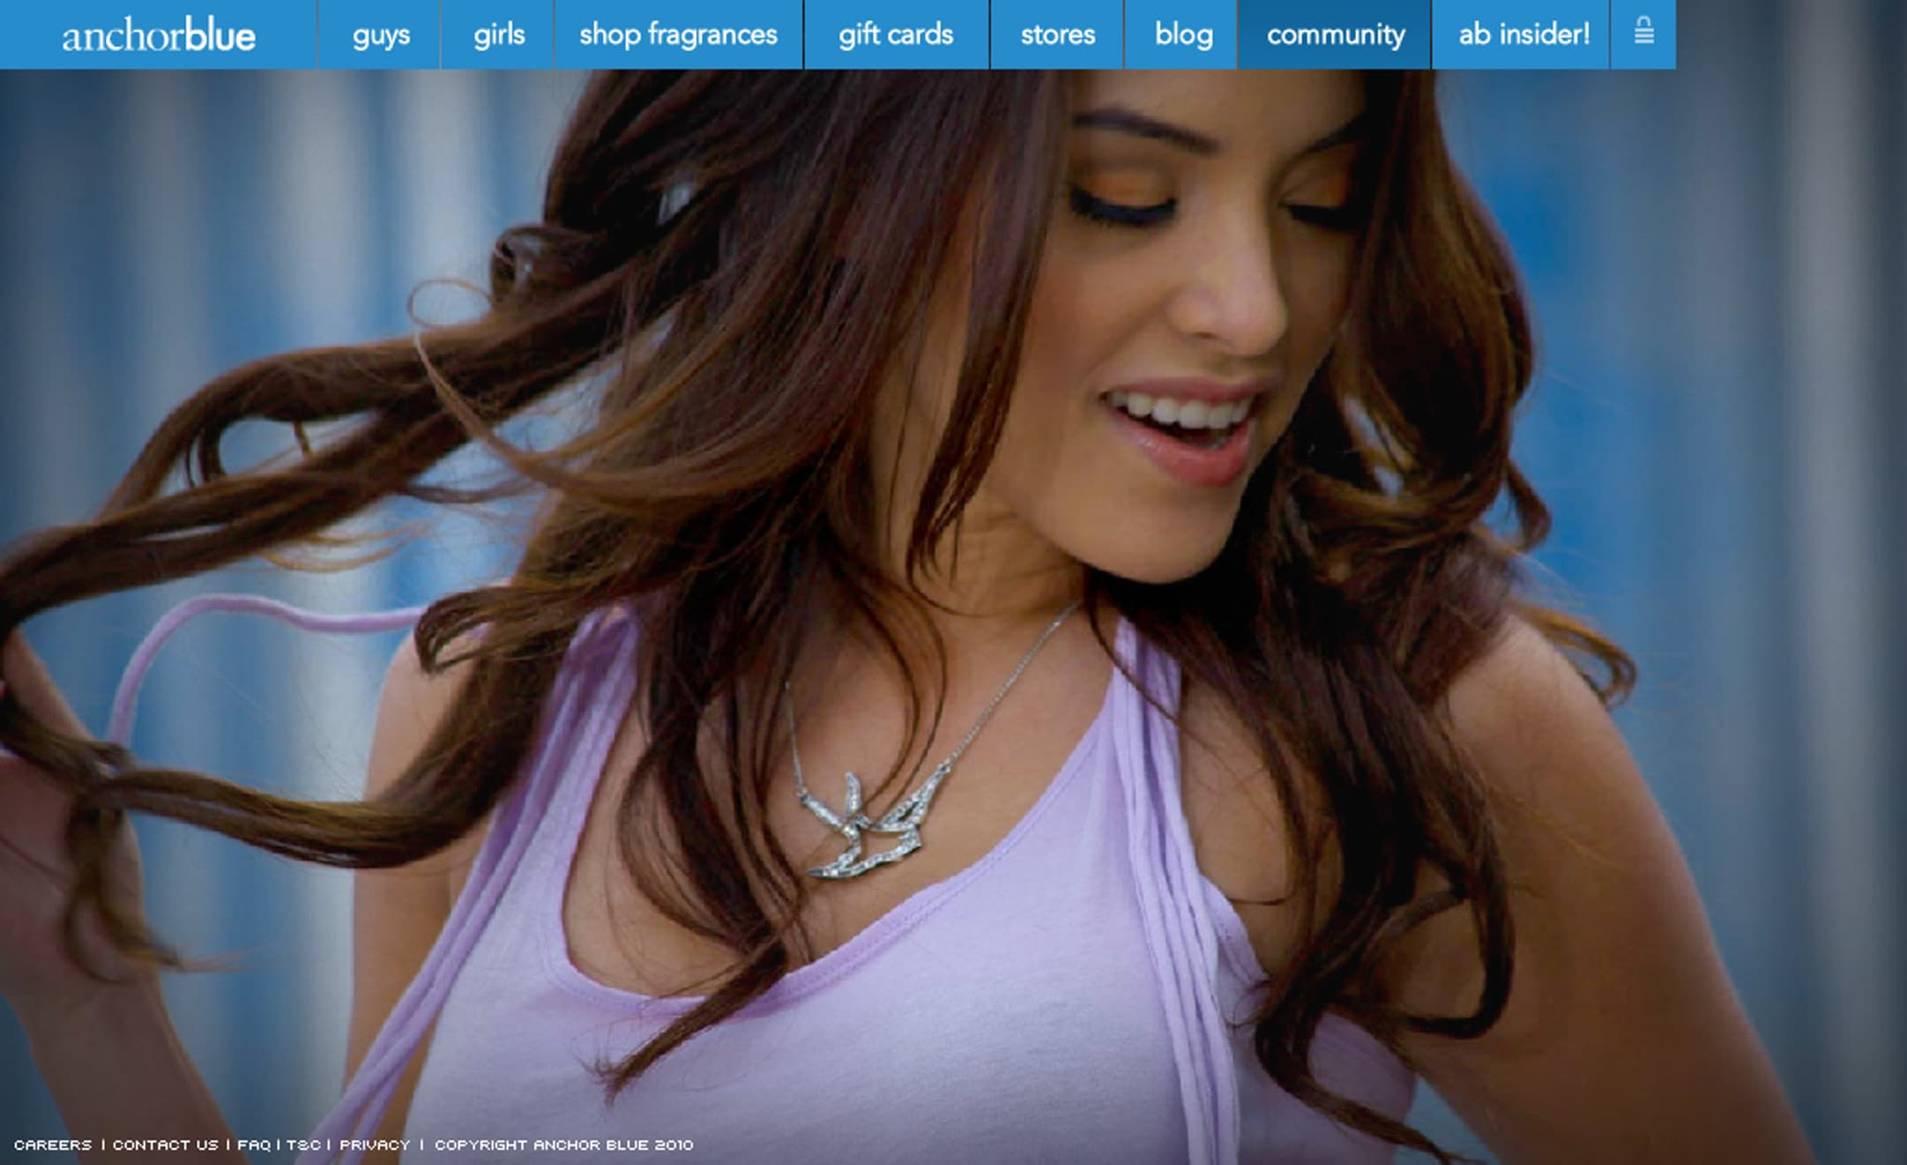 anchorblue guys girls shop fragrances gift cards stores blog community ab insider!
CAREERS | CONTACT US | FAQ | T&C | PRIVACY | COPYRIGHT ANCHOR BLUE 2010